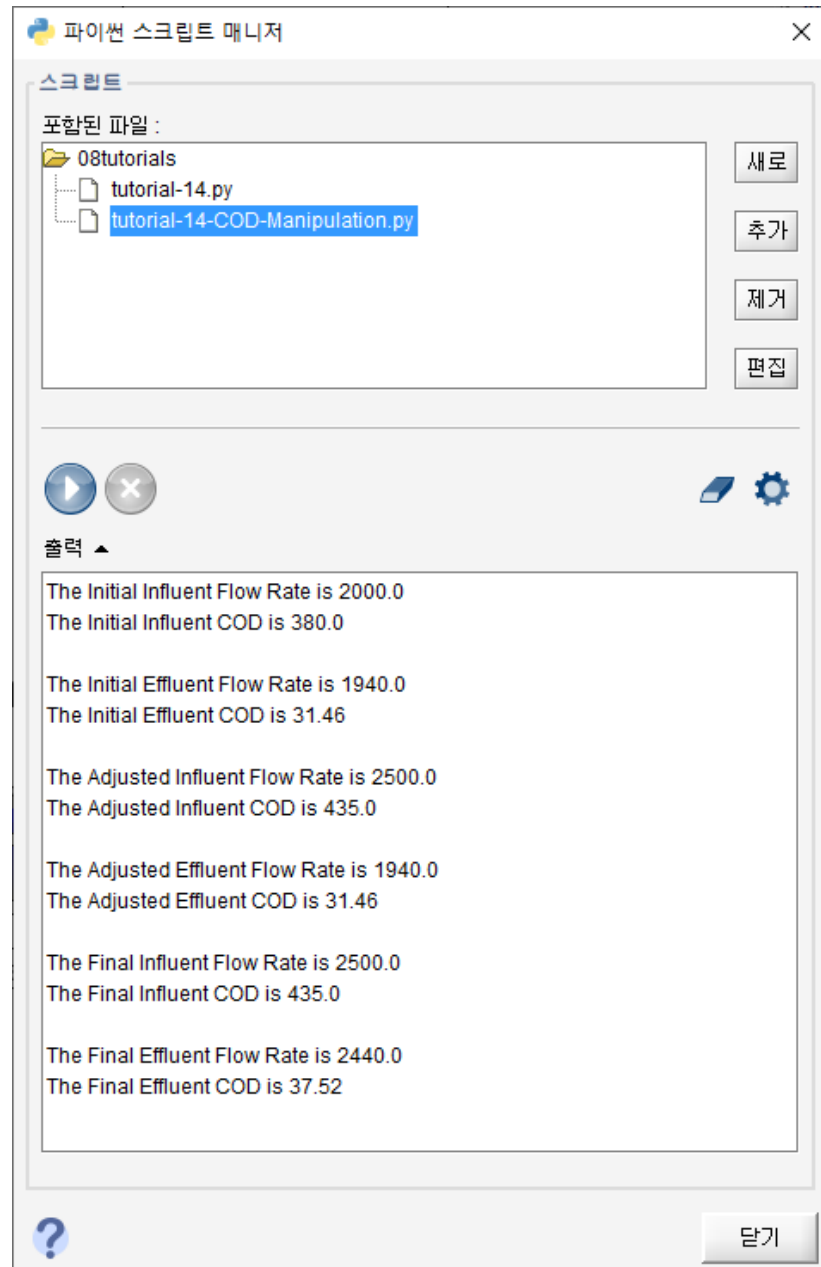 파이썬 스크립트 매니저
스크립트
포함된 파일 :
08tutorials
tutorial-14.py
tutorial-14-COD-Manipulation.py
새로
추가
제거
편집
출력
The Initial Influent Flow Rate is 2000.0
The Initial Influent COD is 380.0
The Initial Effluent Flow Rate is 1940.0
The Initial Effluent COD is 31.46
The Adjusted Influent Flow Rate is 2500.0
The Adjusted Influent COD is 435.0
The Adjusted Effluent Flow Rate is 1940.0
The Adjusted Effluent COD is 31.46
The Final Influent Flow Rate is 2500.0
The Final Influent COD is 435.0
The Final Effluent Flow Rate is 2440.0
The Final Effluent COD is 37.52
닫기